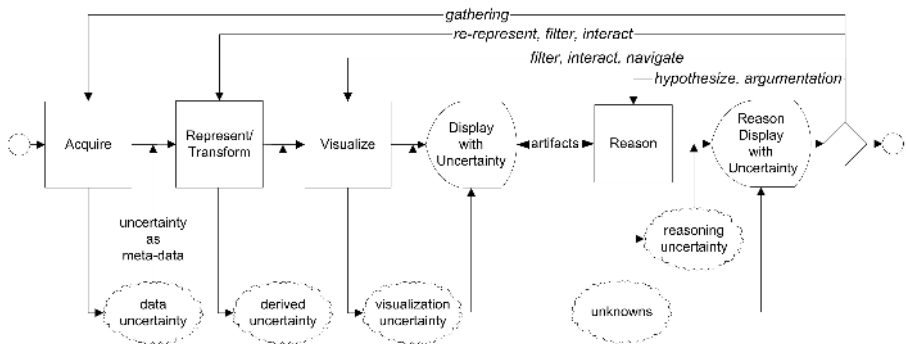 gathering
re-represent, filter, interact
filter, interact, navigate
hypothesize, argumentation
Acquire
Represent/
Transform
Visualize
Display
with
Uncertainty
artifacts
Reason
Reason
Display
with
Uncertainty
uncertainty
as
meta-data
reasoning
uncertainty
data
uncertainty
derived
uncertainty
visualization
uncertainty
unknowns